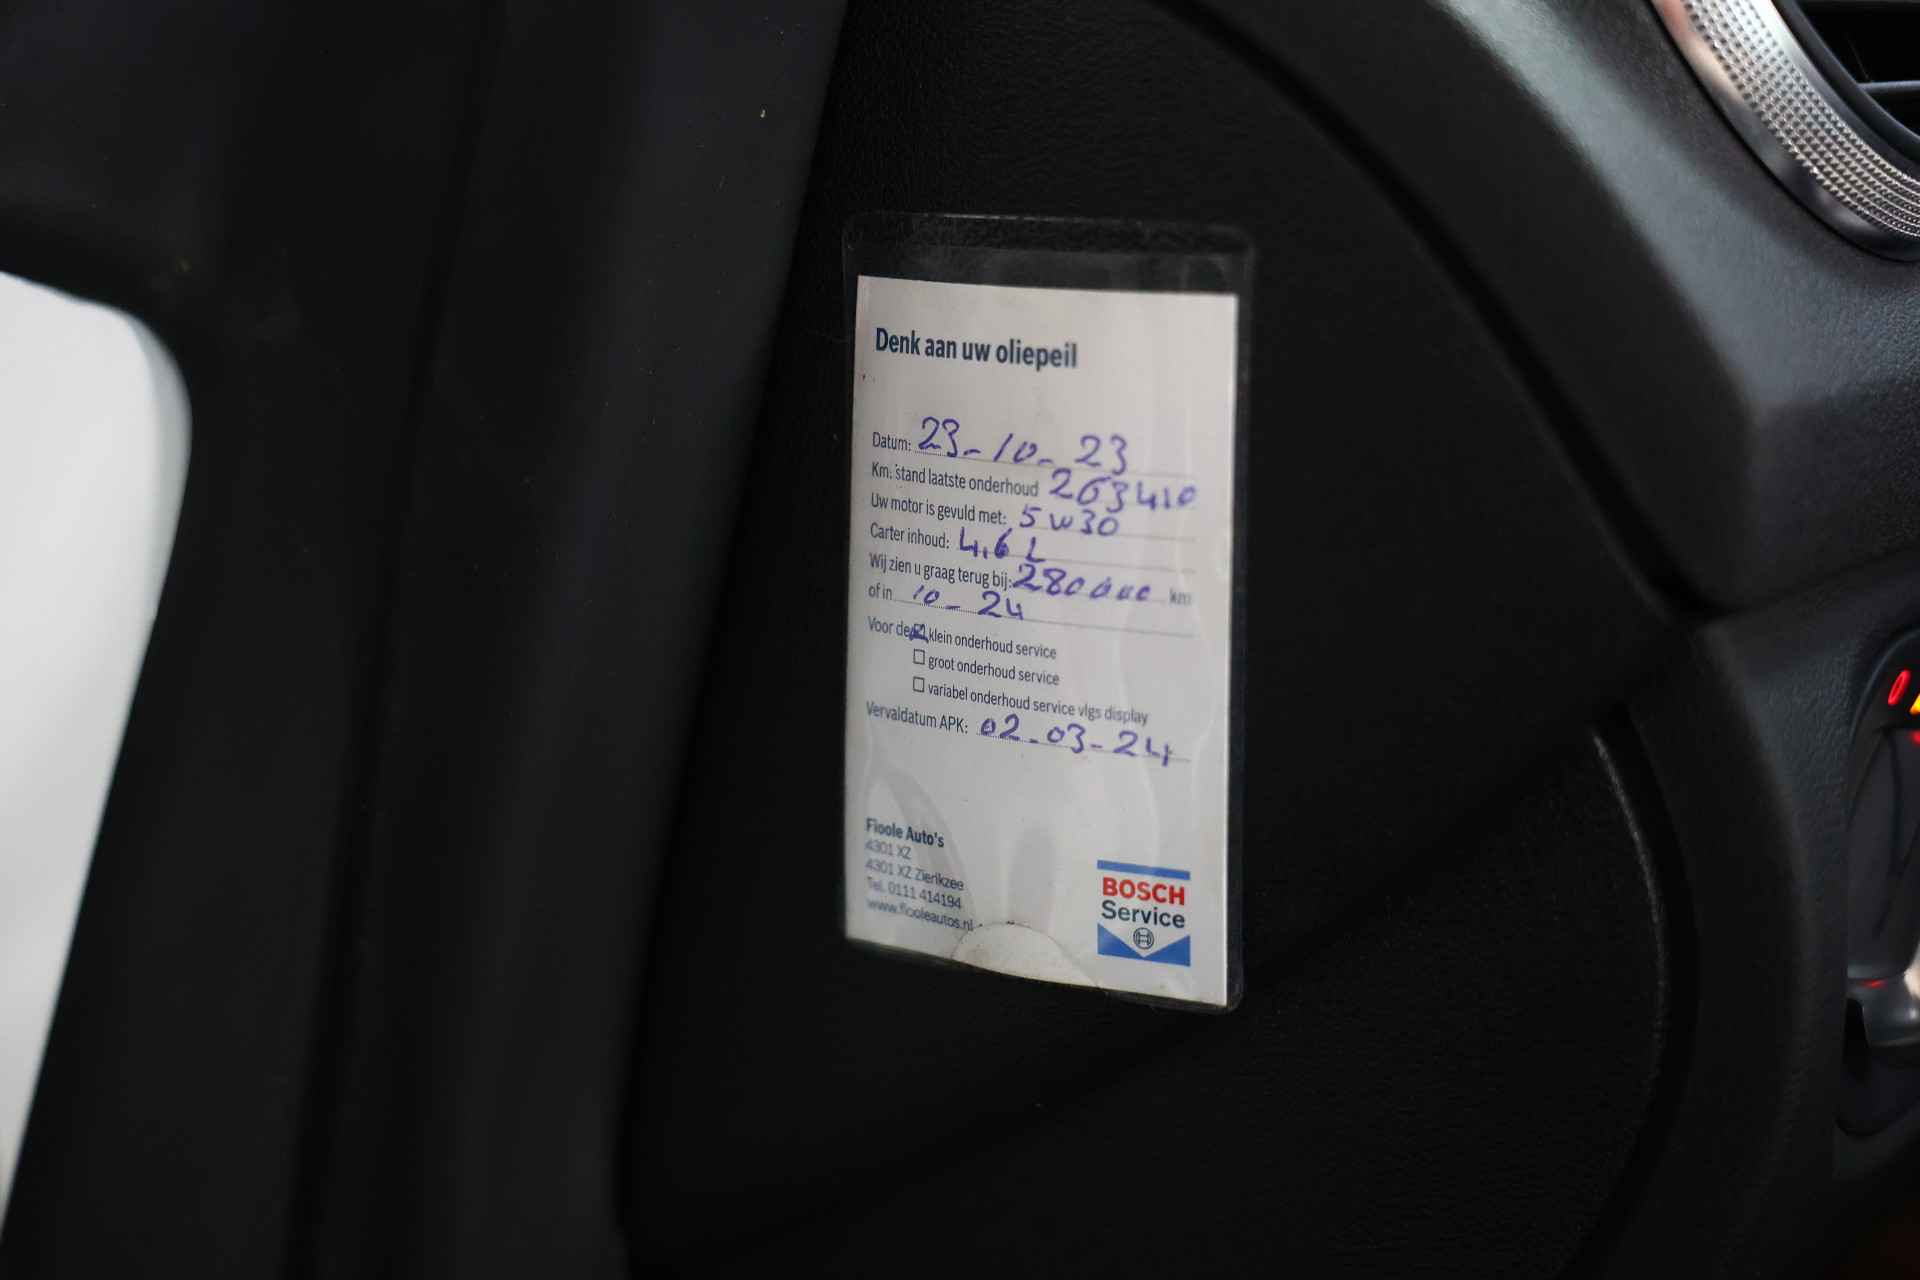 Denk aan uw oliepeil
Datum: 23-10-23
Km. stand laatste onderhoud 263410
Uw motor is gevuld met: 5W30
Carter inhoud: 4,6 L
Wij zien u graag terug bij: 280000 km
of in 10-24
Voor de ☒ klein onderhoud service
☐ groot onderhoud service
☐ variabel onderhoud service vlgs display
Vervaldatum APK: 02-03-24
Fioole Auto's
4301 XZ
4301 XZ Zierikzee
Tel. 0111 414194
www.fiooleautos.nl
BOSCH
Service
0